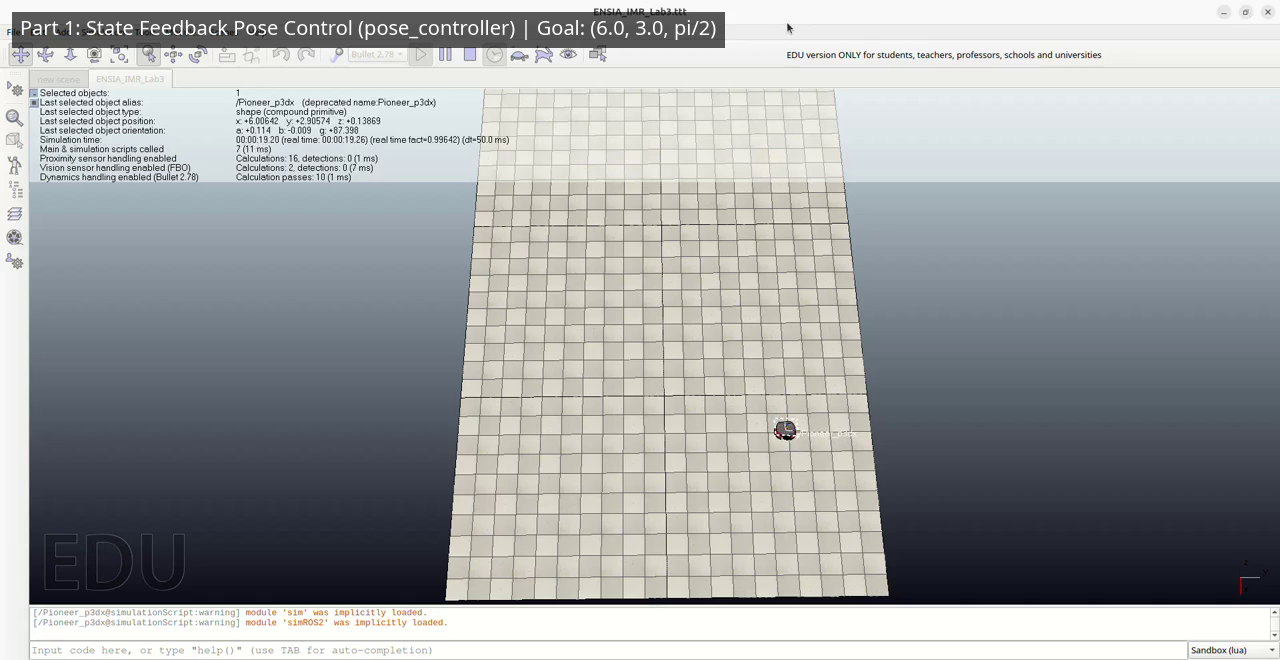 ENSIA_IMR_Lab3.ttt
Part 1: State Feedback Pose Control (pose_controller) | Goal: (6.0, 3.0, pi/2)
Bullet 2.78
EDU version ONLY for students, teachers, professors, schools and universities
new scene
ENSIA_IMR_Lab3
Selected objects: 1
Last selected object alias: /Pioneer_p3dx (deprecated name:Pioneer_p3dx)
Last selected object type: shape (compound primitive)
Last selected object position: x: +6.00642 y: +2.90574 z: +0.13869
Last selected object orientation: a: +0.114 b: -0.009 g: +87.398
Simulation time: 00:00:19.20 (real time: 00:00:19.26) (real time fact=0.99642) (dt=50.0 ms)
Main & simulation scripts called 7 (11 ms)
Proximity sensor handling enabled Calculations: 16, detections: 0 (1 ms)
Vision sensor handling enabled (FBO) Calculations: 2, detections: 0 (7 ms)
Dynamics handling enabled (Bullet 2.78) Calculation passes: 10 (1 ms)
/Pioneer_p3dx
EDU
[/Pioneer_p3dx@simulationScript:warning] module 'sim' was implicitly loaded.
[/Pioneer_p3dx@simulationScript:warning] module 'simROS2' was implicitly loaded.
Input code here, or type "help()" (use TAB for auto-completion)
Sandbox (lua)